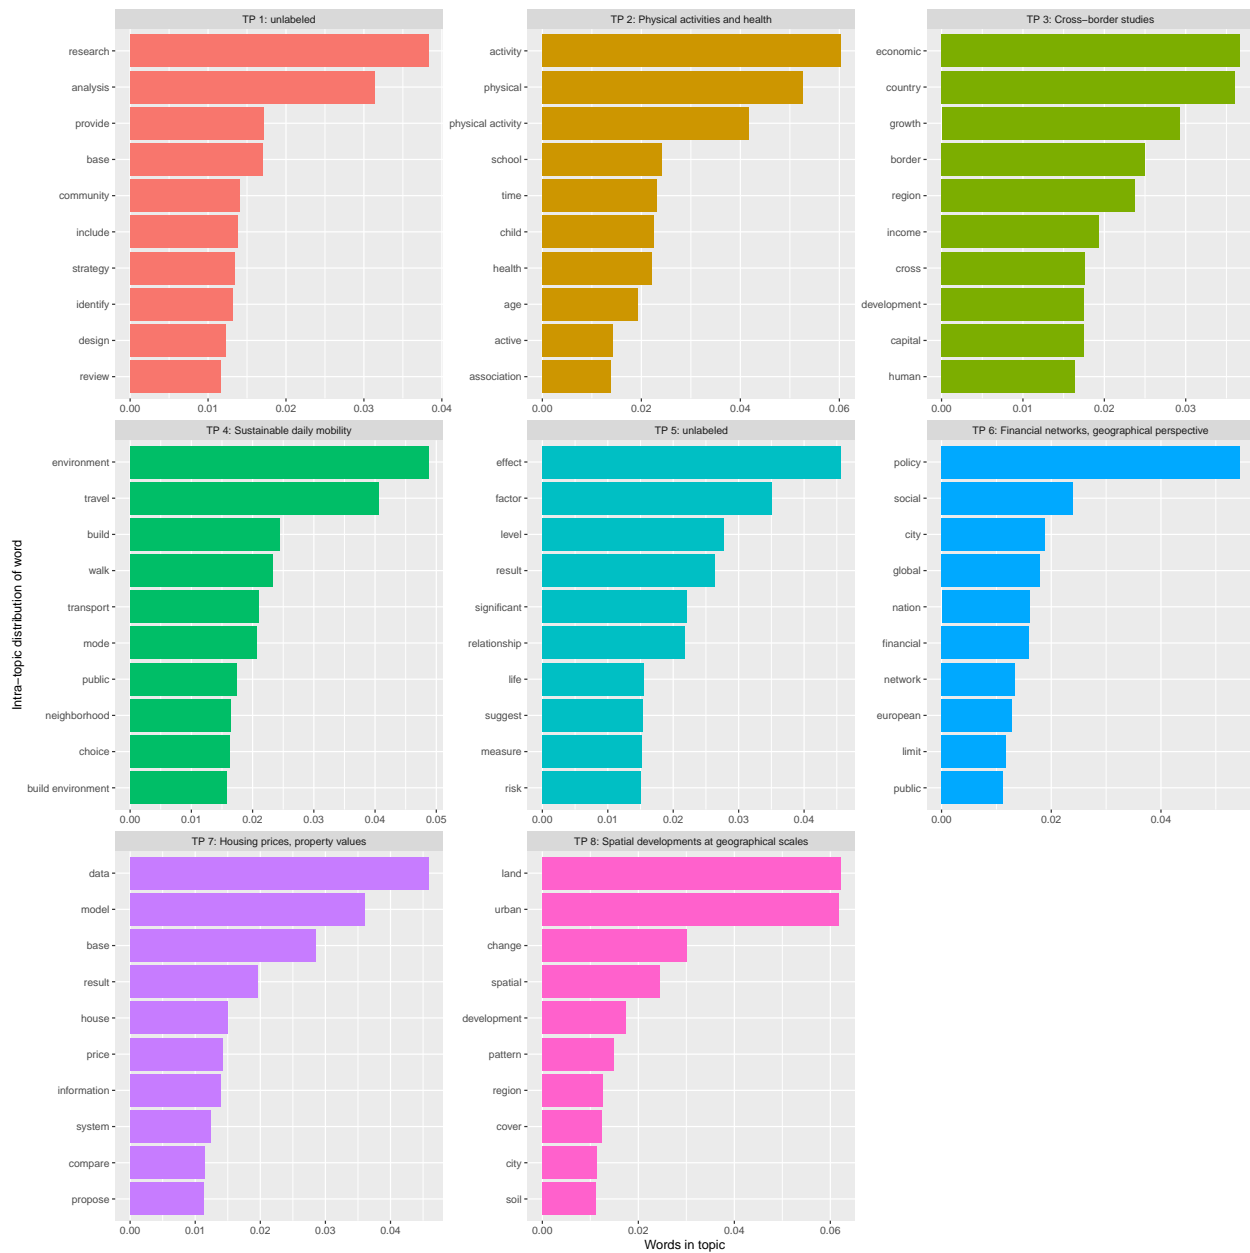 TP 1: unlabeled
research
analysis
provide
base
community
include
strategy
identify
design
review
0.00 0.01 0.02 0.03 0.04
TP 2: Physical activities and health
activity
physical
physical activity
school
time
child
health
age
active
association
0.00 0.02 0.04 0.06
TP 3: Cross−border studies
economic
country
growth
border
region
income
cross
development
capital
human
0.00 0.01 0.02 0.03
TP 4: Sustainable daily mobility
environment
travel
build
walk
transport
mode
public
neighborhood
choice
build environment
0.00 0.01 0.02 0.03 0.04 0.05
TP 5: unlabeled
effect
factor
level
result
significant
relationship
life
suggest
measure
risk
0.00 0.01 0.02 0.03 0.04
TP 6: Financial networks, geographical perspective
policy
social
city
global
nation
financial
network
european
limit
public
0.00 0.02 0.04
TP 7: Housing prices, property values
data
model
base
result
house
price
information
system
compare
propose
0.00 0.01 0.02 0.03 0.04
TP 8: Spatial developments at geographical scales
land
urban
change
spatial
development
pattern
region
cover
city
soil
0.00 0.02 0.04 0.06
Intra−topic distribution of word
Words in topic